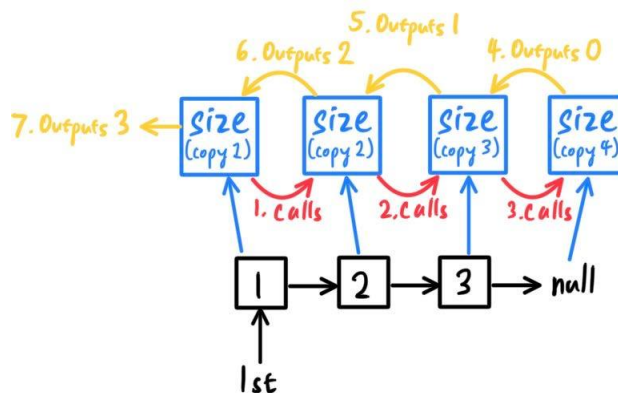 5. Outputs 1
6. Outputs 2
4. Outputs 0
7. Outputs 3
size
(copy 1)
size
(copy 2)
size
(copy 3)
size
(copy 4)
1. calls
2. calls
3. calls
1
2
3
null
lst